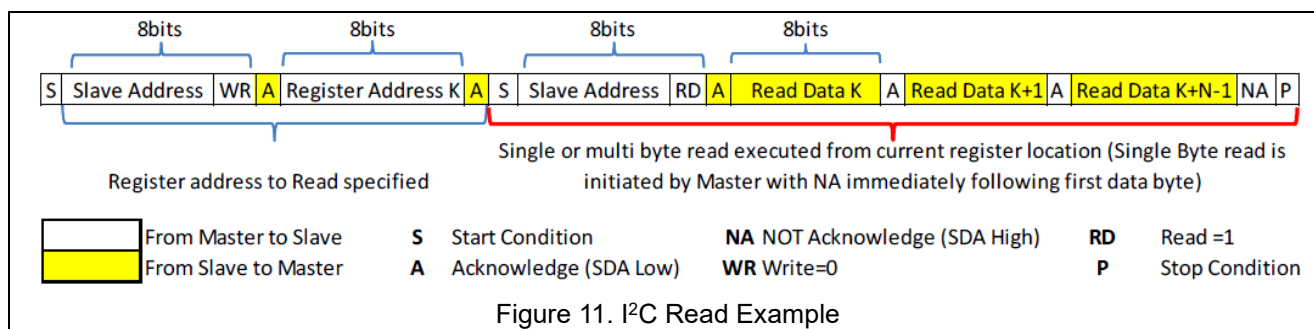 8bits 8bits 8bits 8bits
S Slave Address WR A Register Address K A S Slave Address RD A Read Data K A Read Data K+1 A Read Data K+N-1 NA P
Register address to Read specified
Single or multi byte read executed from current register location (Single Byte read is
initiated by Master with NA immediately following first data byte)
From Master to Slave S Start Condition NA NOT Acknowledge (SDA High) RD Read =1
From Slave to Master A Acknowledge (SDA Low) WR Write=0 P Stop Condition
Figure 11. I²C Read Example